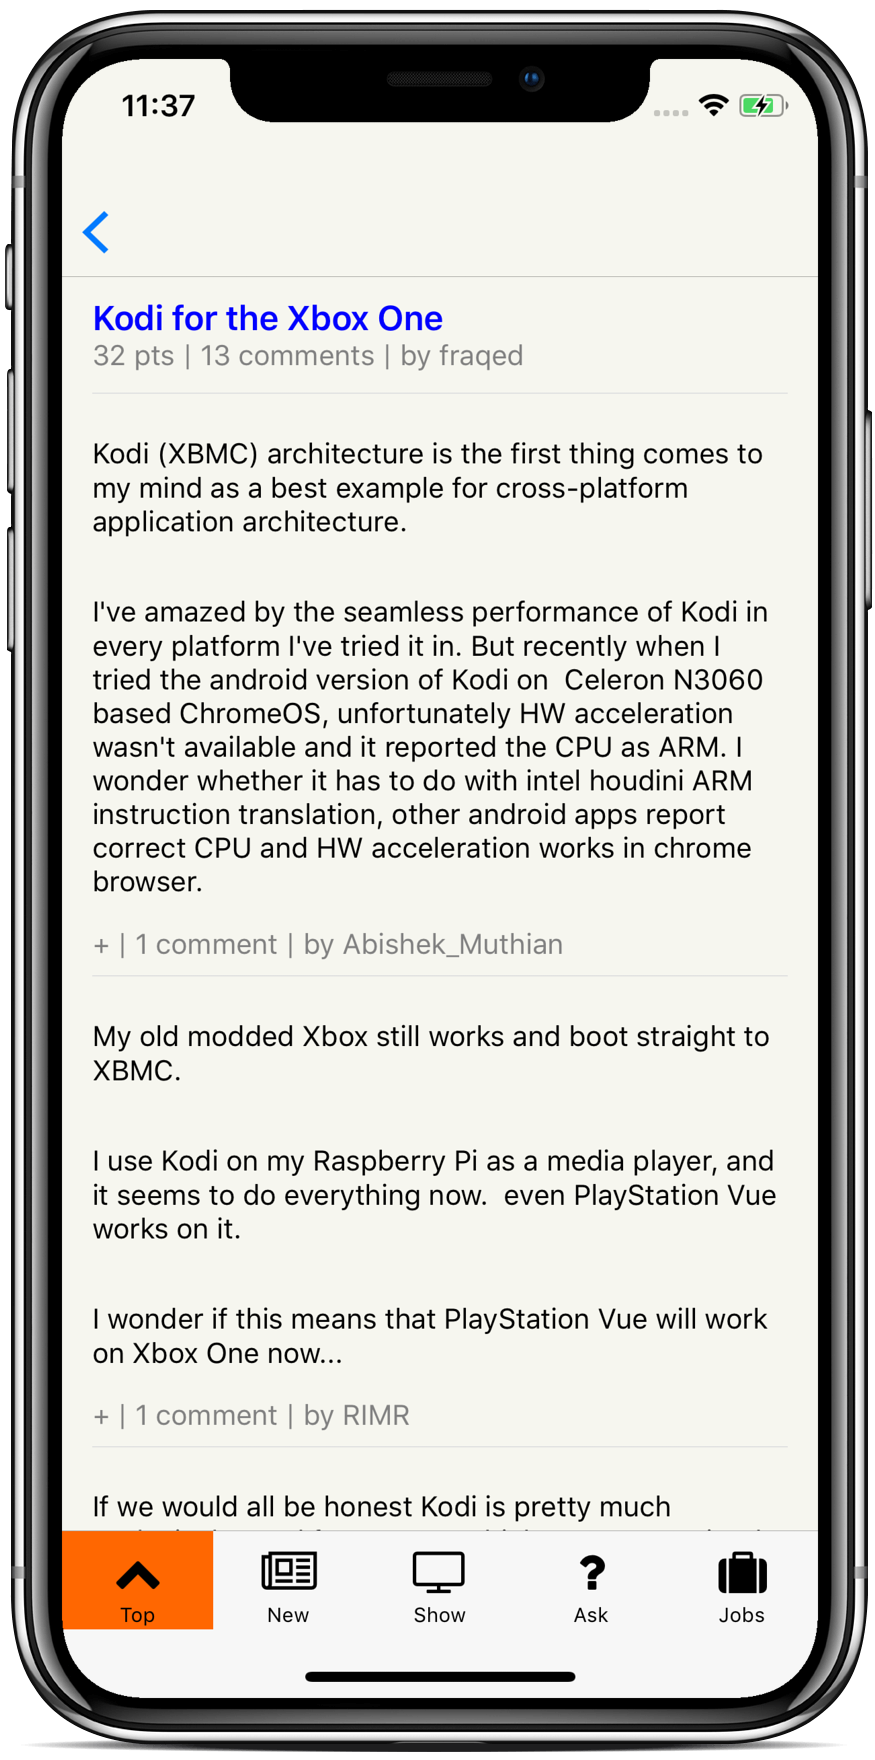 11:37
Kodi for the Xbox One
32 pts | 13 comments | by fraqed
Kodi (XBMC) architecture is the first thing comes to
my mind as a best example for cross-platform
application architecture.
I've amazed by the seamless performance of Kodi in
every platform I've tried it in. But recently when I
tried the android version of Kodi on  Celeron N3060
based ChromeOS, unfortunately HW acceleration
wasn't available and it reported the CPU as ARM. I
wonder whether it has to do with intel houdini ARM
instruction translation, other android apps report
correct CPU and HW acceleration works in chrome
browser.
+ | 1 comment | by Abishek_Muthian
My old modded Xbox still works and boot straight to
XBMC.
I use Kodi on my Raspberry Pi as a media player, and
it seems to do everything now.  even PlayStation Vue
works on it.
I wonder if this means that PlayStation Vue will work
on Xbox One now...
+ | 1 comment | by RIMR
If we would all be honest Kodi is pretty much
Top
New
Show
Ask
Jobs